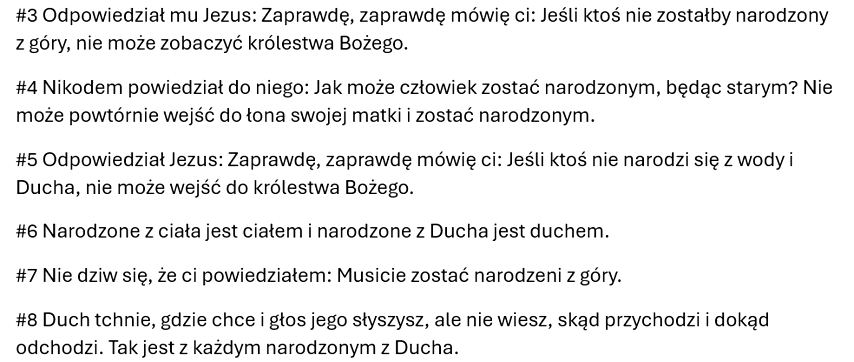 #3 Odpowiedział mu Jezus: Zaprawdę, zaprawdę mówię ci: Jeśli ktoś nie zostałby narodzony
z góry, nie może zobaczyć królestwa Bożego.
#4 Nikodem powiedział do niego: Jak może człowiek zostać narodzonym, będąc starym? Nie
może powtórnie wejść do łona swojej matki i zostać narodzonym.
#5 Odpowiedział Jezus: Zaprawdę, zaprawdę mówię ci: Jeśli ktoś nie narodzi się z wody i
Ducha, nie może wejść do królestwa Bożego.
#6 Narodzone z ciała jest ciałem i narodzone z Ducha jest duchem.
#7 Nie dziw się, że ci powiedziałem: Musicie zostać narodzeni z góry.
#8 Duch tchnie, gdzie chce i głos jego słyszysz, ale nie wiesz, skąd przychodzi i dokąd
odchodzi. Tak jest z każdym narodzonym z Ducha.